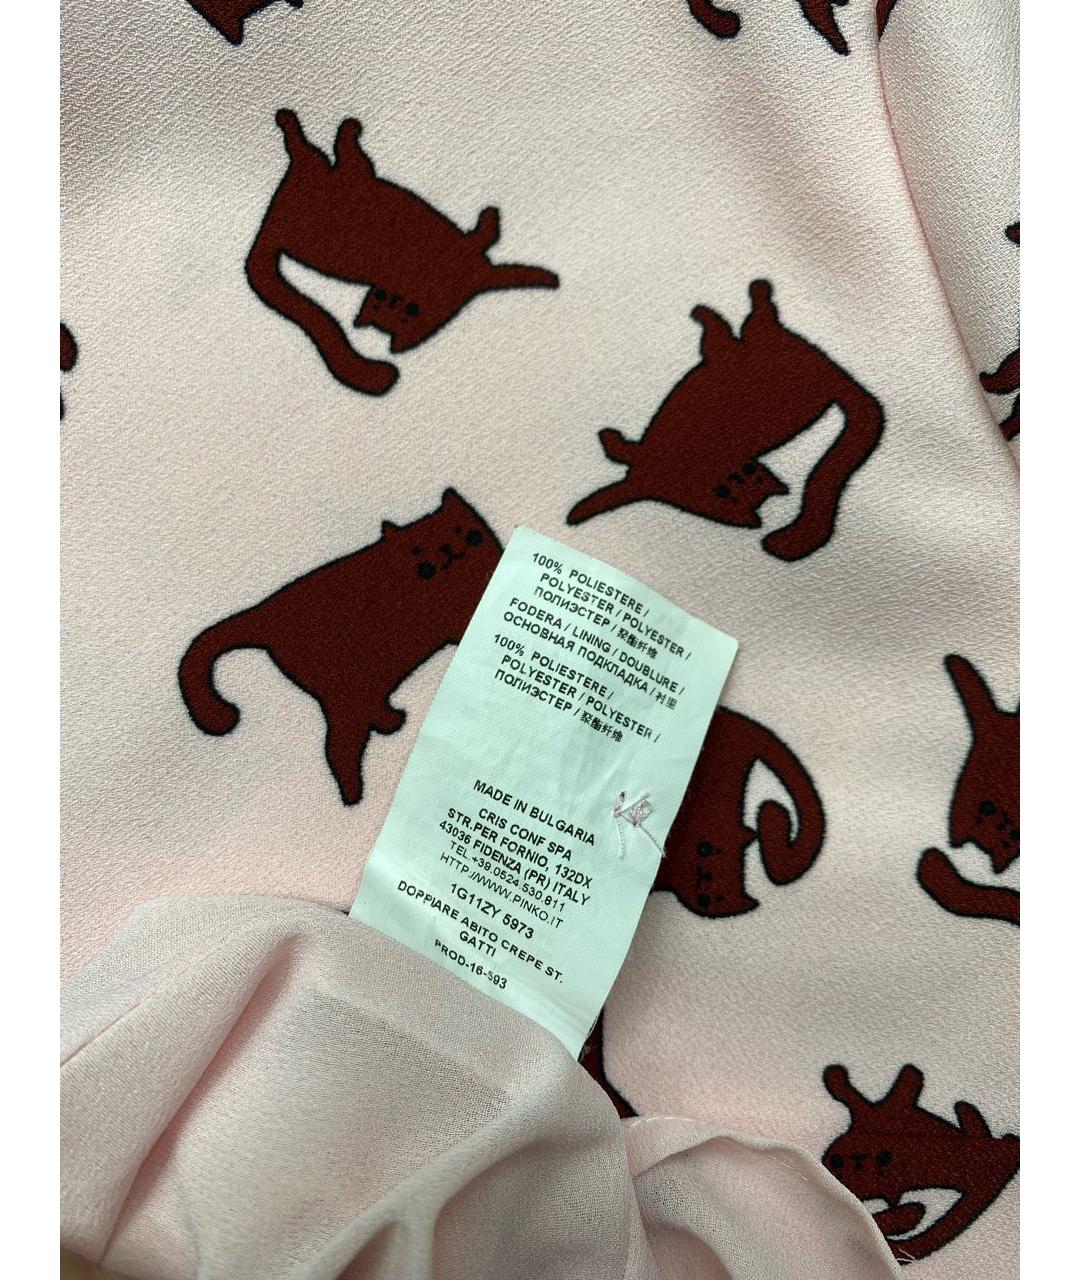 100% POLIESTERE /
POLYESTER / POLYESTER /
ПОЛИЭСТЕР / 聚酯纤维
FODERA / LINING / DOUBLURE /
ОСНОВНАЯ ПОДКЛАДКА / 衬里
100% POLIESTERE /
POLYESTER / POLYESTER /
ПОЛИЭСТЕР / 聚酯纤维
MADE IN BULGARIA
CRIS CONF SPA
STR.PER FORNIO, 132DX
43036 FIDENZA (PR) ITALY
TEL.+39.0524.530.811
HTTP://WWW.PINKO.IT
1G11ZY 5973
DOPPIARE ABITO CREPE ST.
GATTI
PROD-16-593